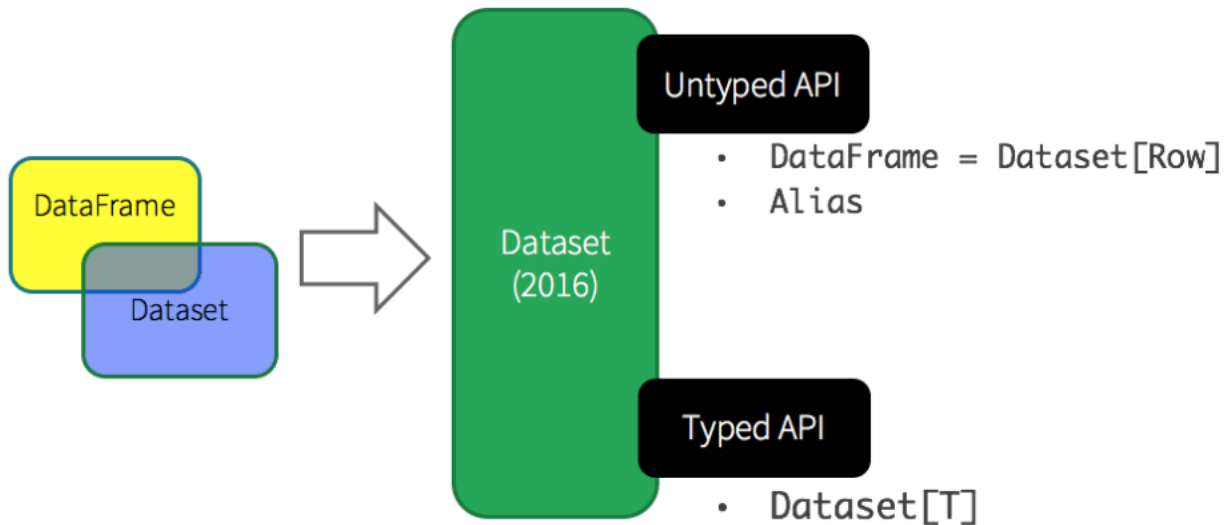 DataFrame
Dataset
Dataset
(2016)
Untyped API
• DataFrame = Dataset[Row]
• Alias
Typed API
• Dataset[T]